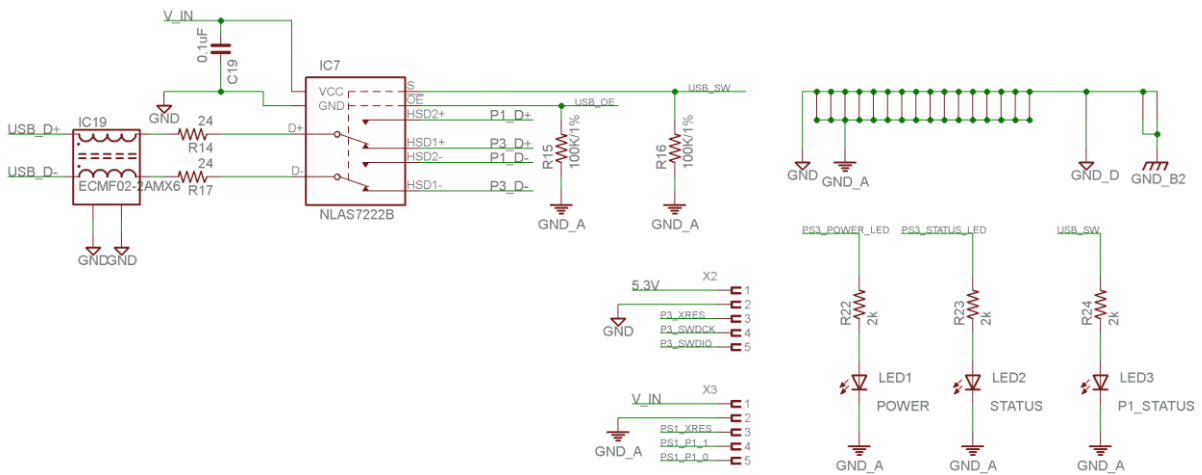 V_IN
0,1uF
C19
GND
IC7
VCC
GND
S
OE
USB_SW
USB_OE
HSD2+
P1_D+
D+
HSD1+
P3_D+
HSD2-
P1_D-
D-
HSD1-
P3_D-
NLAS7222B
IC19
USB_D+
USB_D-
24
R14
24
R17
ECMF02-2AMX6
GND
GND
R15
100K/1%
R16
100K/1%
GND_A
GND_A
GND
GND_A
GND_D
GND_B2
PS3_POWER_LED
R22
2k
LED1
POWER
GND_A
PS3_STATUS_LED
R23
2k
LED2
STATUS
GND_A
USB_SW
R24
2k
LED3
P1_STATUS
GND_A
X2
5.3V
1
2
GND
P3_XRES
3
P3_SWDCK
4
P3_SWDIO
5
X3
V_IN
1
2
GND_A
PS1_XRES
3
PS1_P1_1
4
PS1_P1_0
5